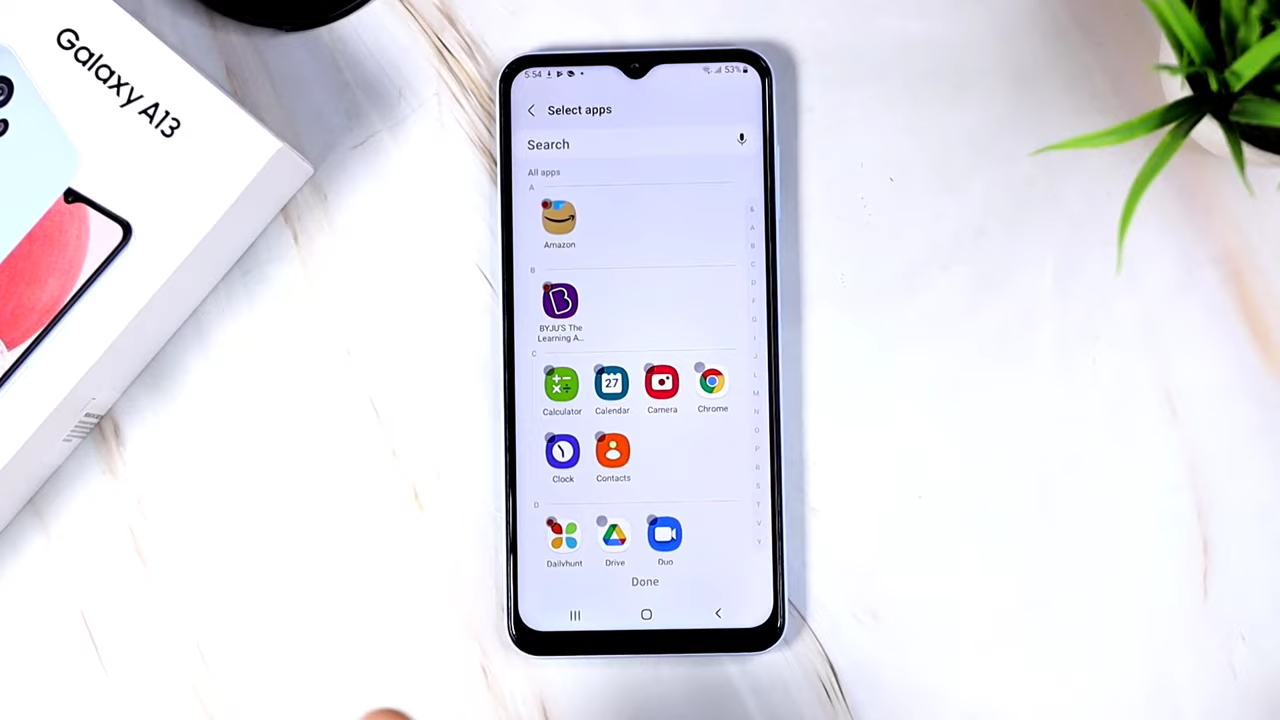 Galaxy A13
5:54 53%
Select apps
Search
All apps
A
Amazon
B
BYJU'S The
Learning A...
C
Calculator Calendar Camera Chrome
27
Clock Contacts
D
Dailyhunt Drive Duo
Done
&
A
B
C
D
F
G
I
J
L
M
N
O
P
R
S
T
V
Y